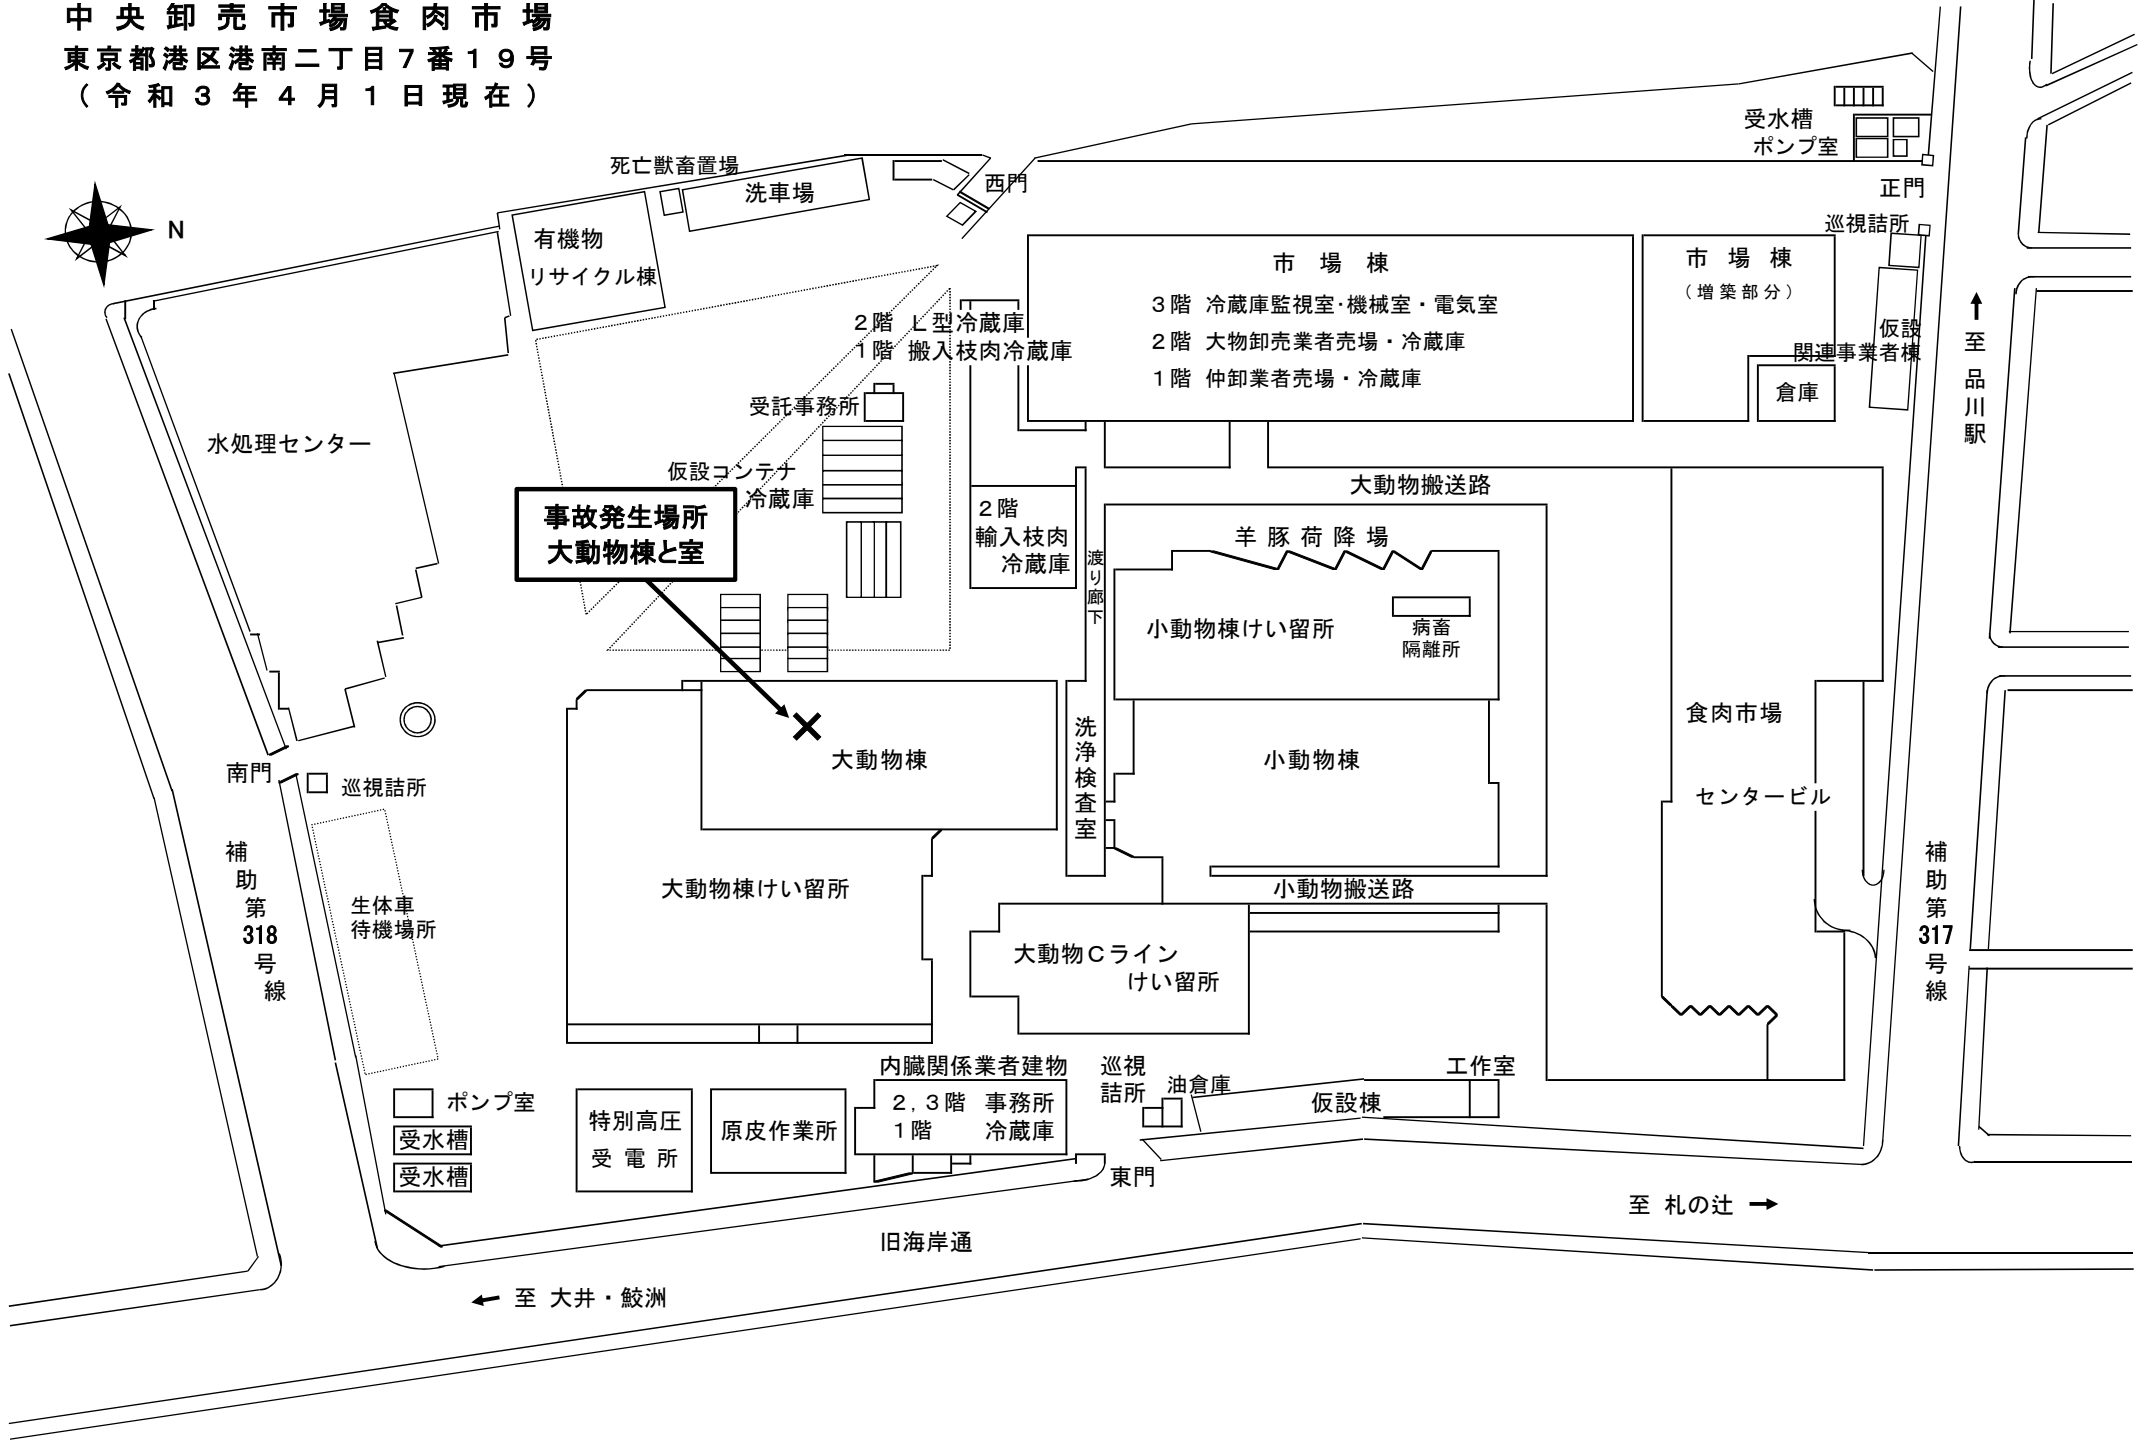 中央卸売市場食肉市場
東京都港区港南二丁目7番19号
（令和3年4月1日現在）
N
死亡獣畜置場
洗車場
西門
有機物
リサイクル棟
受水槽
ポンプ室
正門
巡視詰所
市場棟
3階 冷蔵庫監視室・機械室・電気室
2階 大物卸売業者売場・冷蔵庫
1階 仲卸業者売場・冷蔵庫
市場棟
（増築部分）
仮設
関連事業者棟
倉庫
至 品川駅
2階 L型冷蔵庫
1階 搬入枝肉冷蔵庫
受託事務所
水処理センター
仮設コンテナ
冷蔵庫
事故発生場所
大動物棟と室
2階
輸入枝肉
冷蔵庫
渡り廊下
大動物搬送路
羊豚荷降場
小動物棟けい留所
病畜
隔離所
食肉市場
センタービル
大動物棟
洗浄検査室
小動物棟
南門
巡視詰所
補助第318号線
生体車
待機場所
大動物棟けい留所
小動物搬送路
大動物Cライン
けい留所
補助第317号線
ポンプ室
受水槽
受水槽
特別高圧
受電所
原皮作業所
内臓関係業者建物
2,3階 事務所
1階 冷蔵庫
巡視
詰所
油倉庫
仮設棟
工作室
東門
至 札の辻
旧海岸通
至 大井・鮫洲